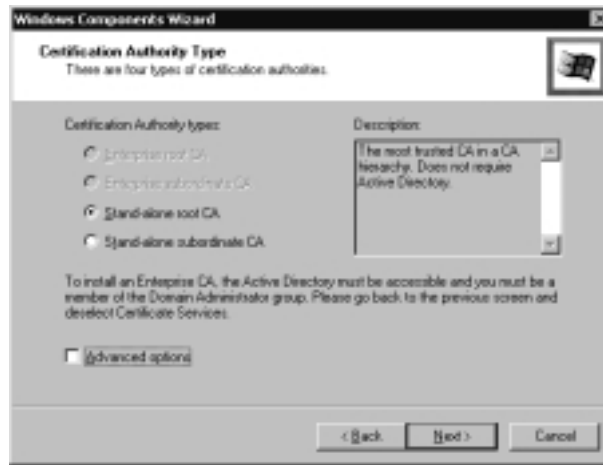 Windows Components Wizard
Certification Authority Type
There are four types of certification authorities.
Certification Authority types:
Description:
Enterprise root CA
Enterprise subordinate CA
Stand-alone root CA
Stand-alone subordinate CA
The most trusted CA in a CA
hierarchy. Does not require
Active Directory.
To install an Enterprise CA, the Active Directory must be accessible and you must be a
member of the Domain Administrator group. Please go back to the previous screen and
deselect Certificate Services.
Advanced options
< Back
Next >
Cancel